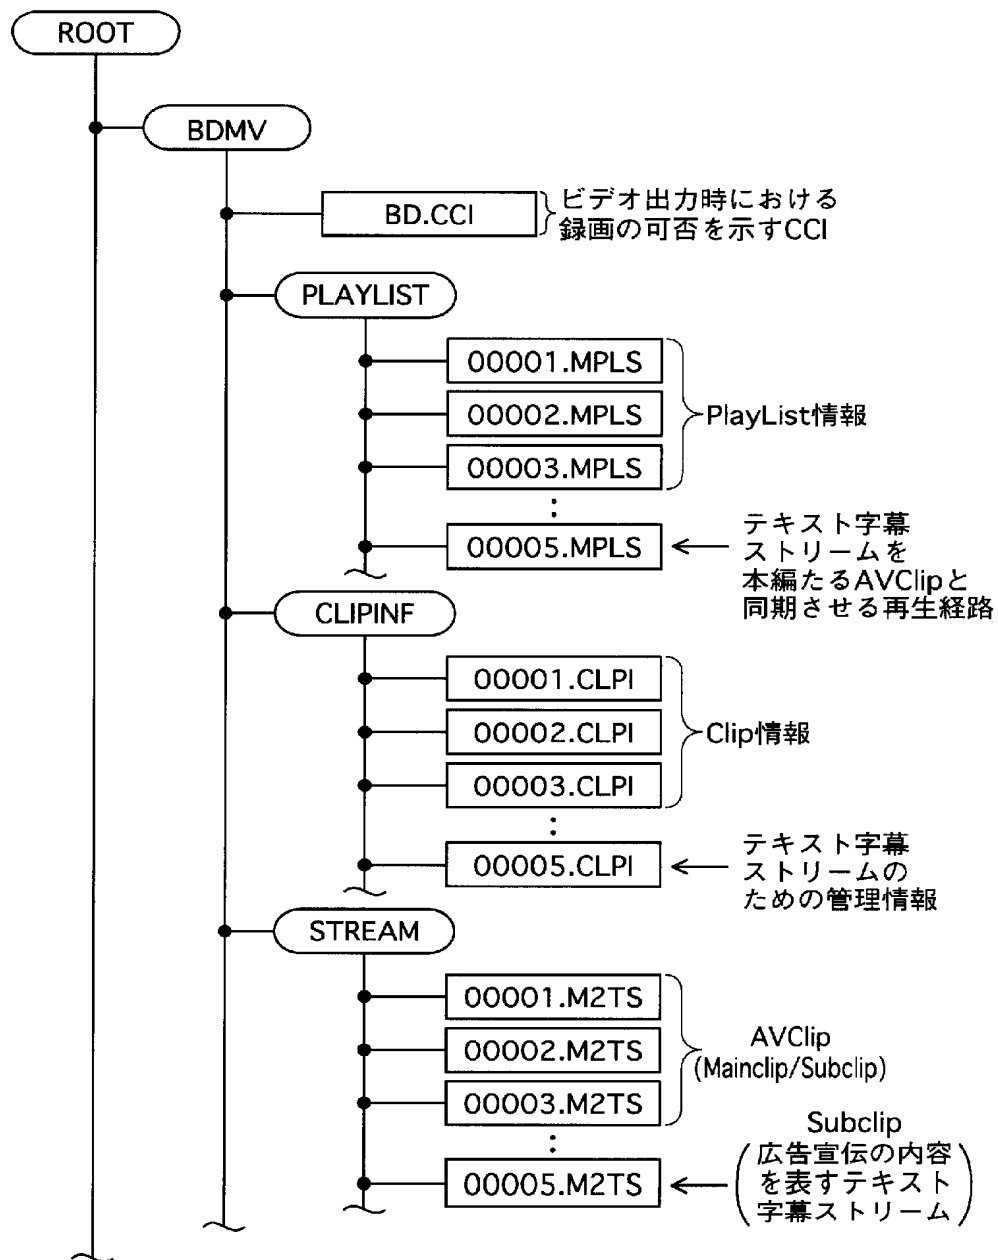 ROOT
BDMV
BD.CCI
ビデオ出力時における
録画の可否を示すCCI
PLAYLIST
00001.MPLS
00002.MPLS
00003.MPLS
PlayList情報
00005.MPLS
テキスト字幕
ストリームを
本編たるAVClipと
同期させる再生経路
CLIPINF
00001.CLPI
00002.CLPI
00003.CLPI
Clip情報
00005.CLPI
テキスト字幕
ストリームの
ための管理情報
STREAM
00001.M2TS
00002.M2TS
00003.M2TS
AVClip
(Mainclip/Subclip)
00005.M2TS
Subclip
広告宣伝の内容
を表すテキスト
字幕ストリーム